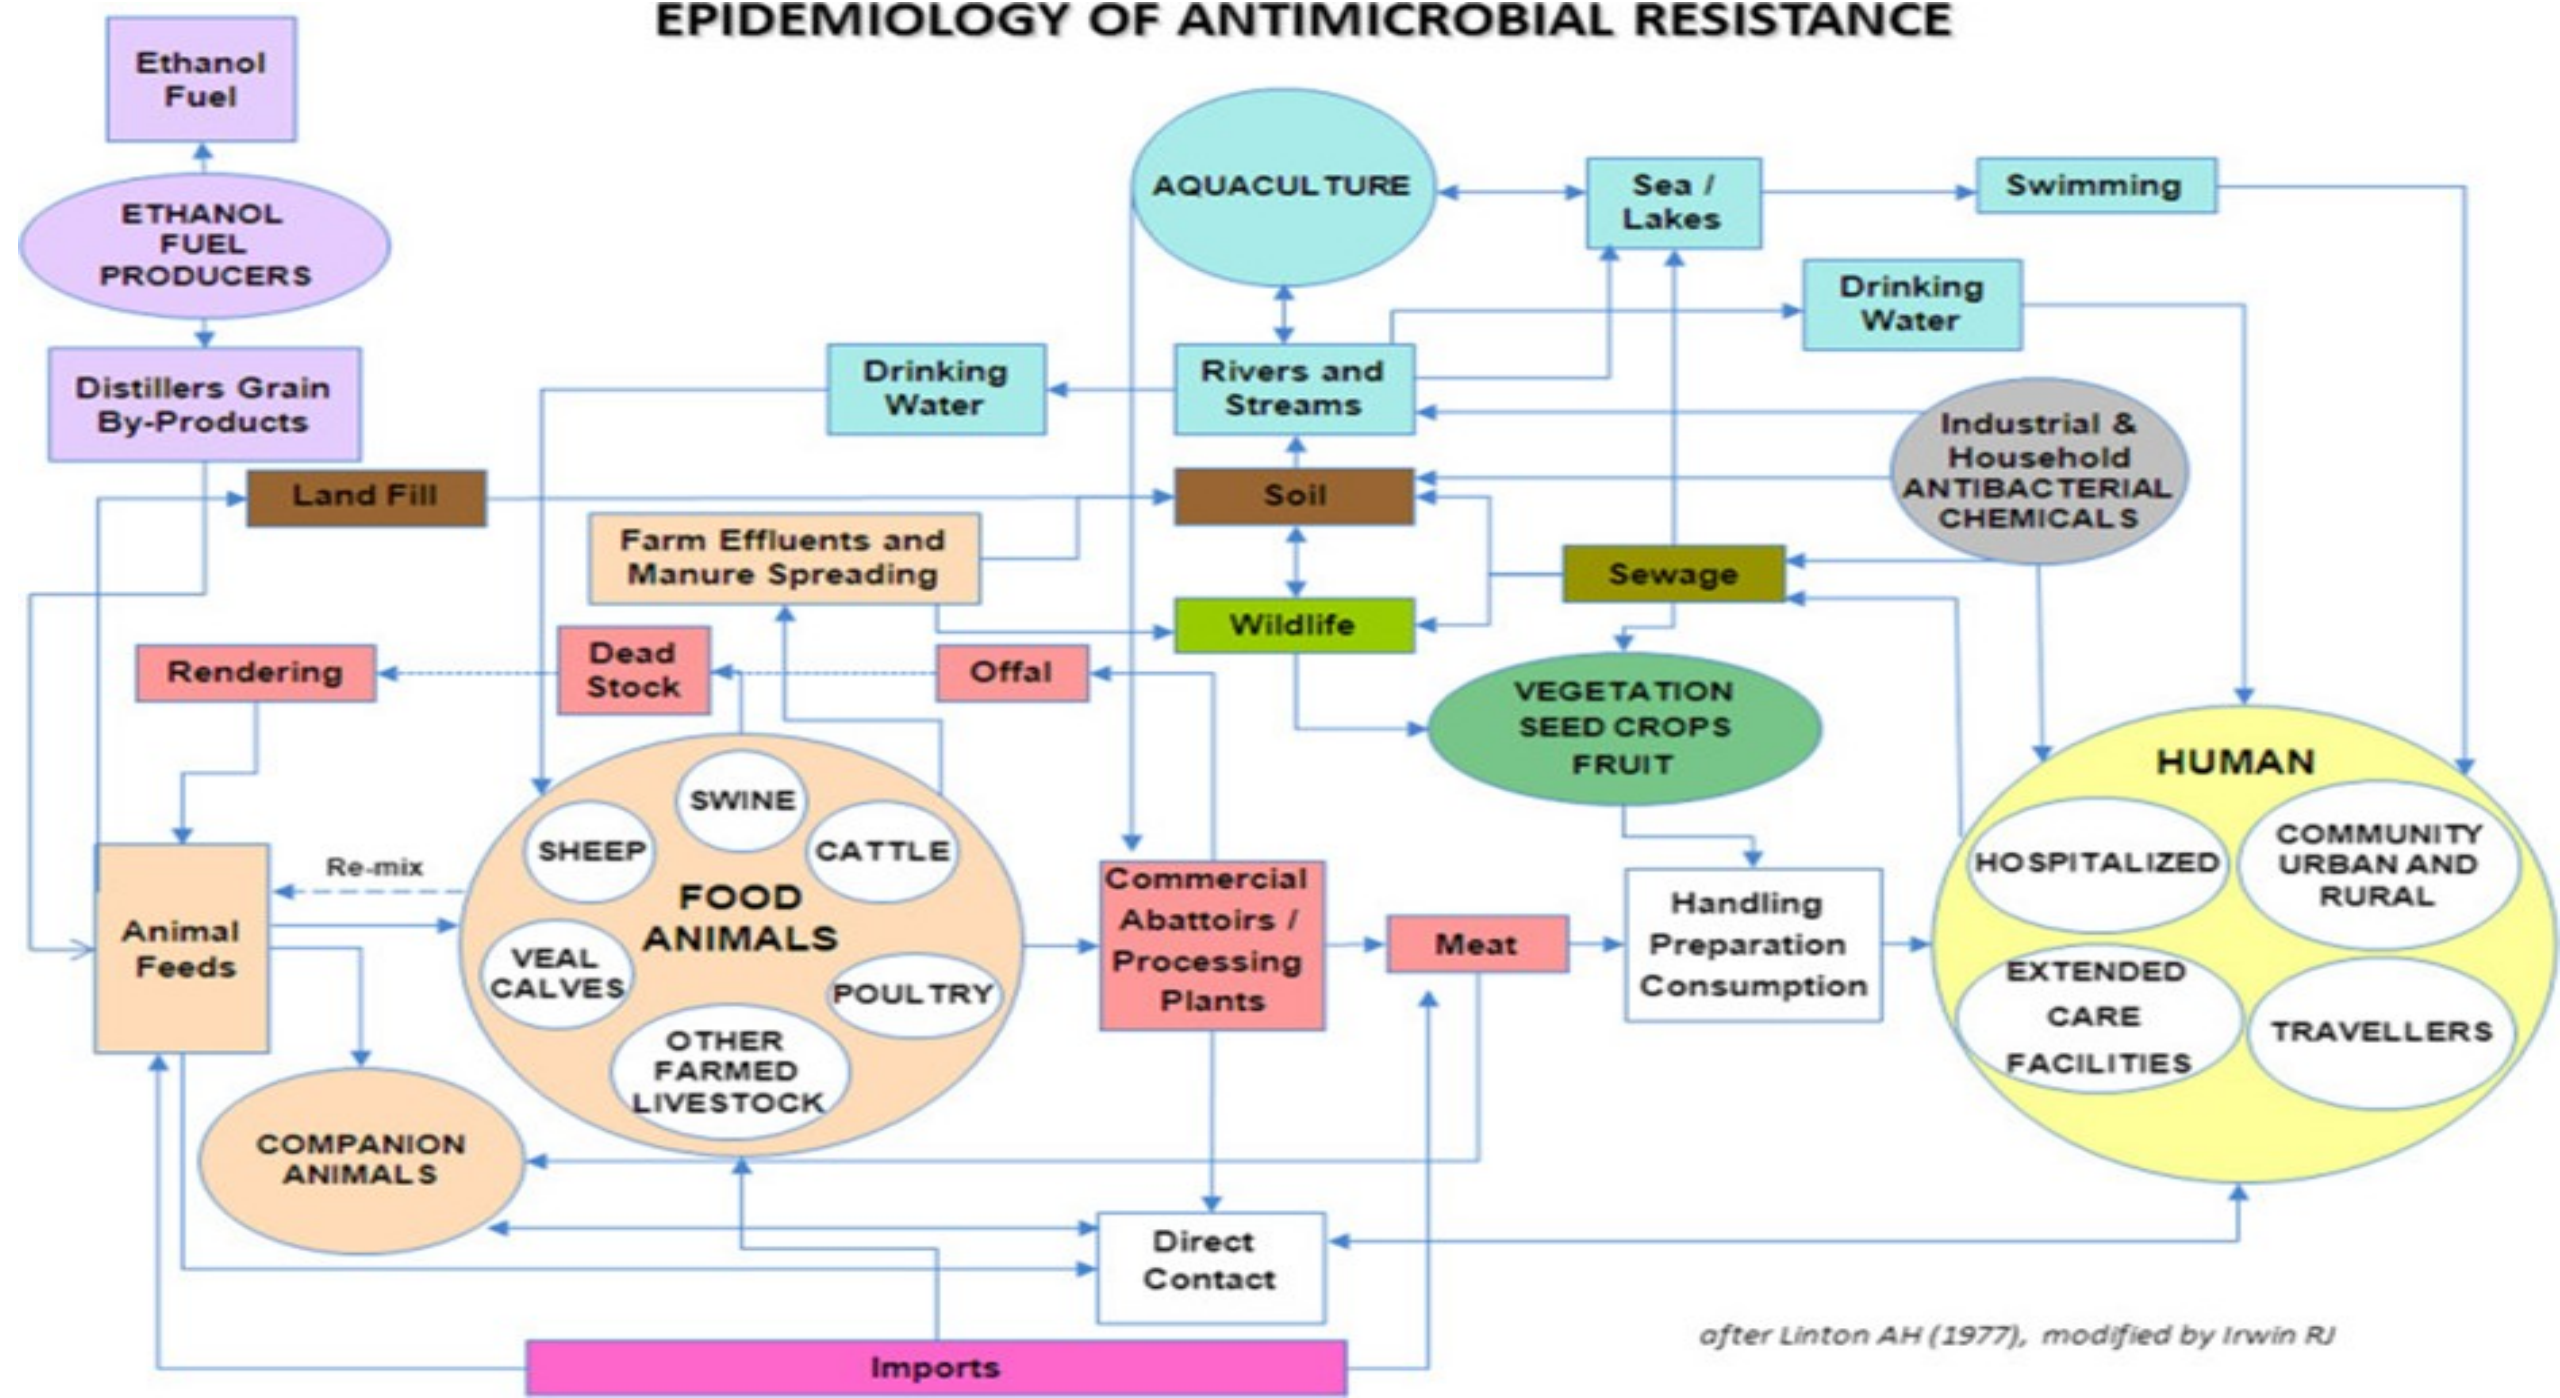 EPIDEMIOLOGY OF ANTIMICROBIAL RESISTANCE
Ethanol
Fuel
ETHANOL
FUEL
PRODUCERS
Distillers Grain
By-Products
AQUACULTURE
Sea /
Lakes
Swimming
Drinking
Water
Drinking
Water
Rivers and
Streams
Industrial &
Household
ANTIBACTERIAL
CHEMICALS
Land Fill
Soil
Farm Effluents and
Manure Spreading
Sewage
Wildlife
Rendering
Dead
Stock
Offal
VEGETATION
SEED CROPS
FRUIT
Animal
Feeds
Re-mix
SWINE
SHEEP
CATTLE
FOOD
ANIMALS
VEAL
CALVES
POULTRY
OTHER
FARMED
LIVESTOCK
Commercial
Abattoirs /
Processing
Plants
Meat
Handling
Preparation
Consumption
HUMAN
HOSPITALIZED
COMMUNITY
URBAN AND
RURAL
EXTENDED
CARE
FACILITIES
TRAVELLERS
COMPANION
ANIMALS
Direct
Contact
Imports
after Linton AH (1977), modified by Irwin RJ